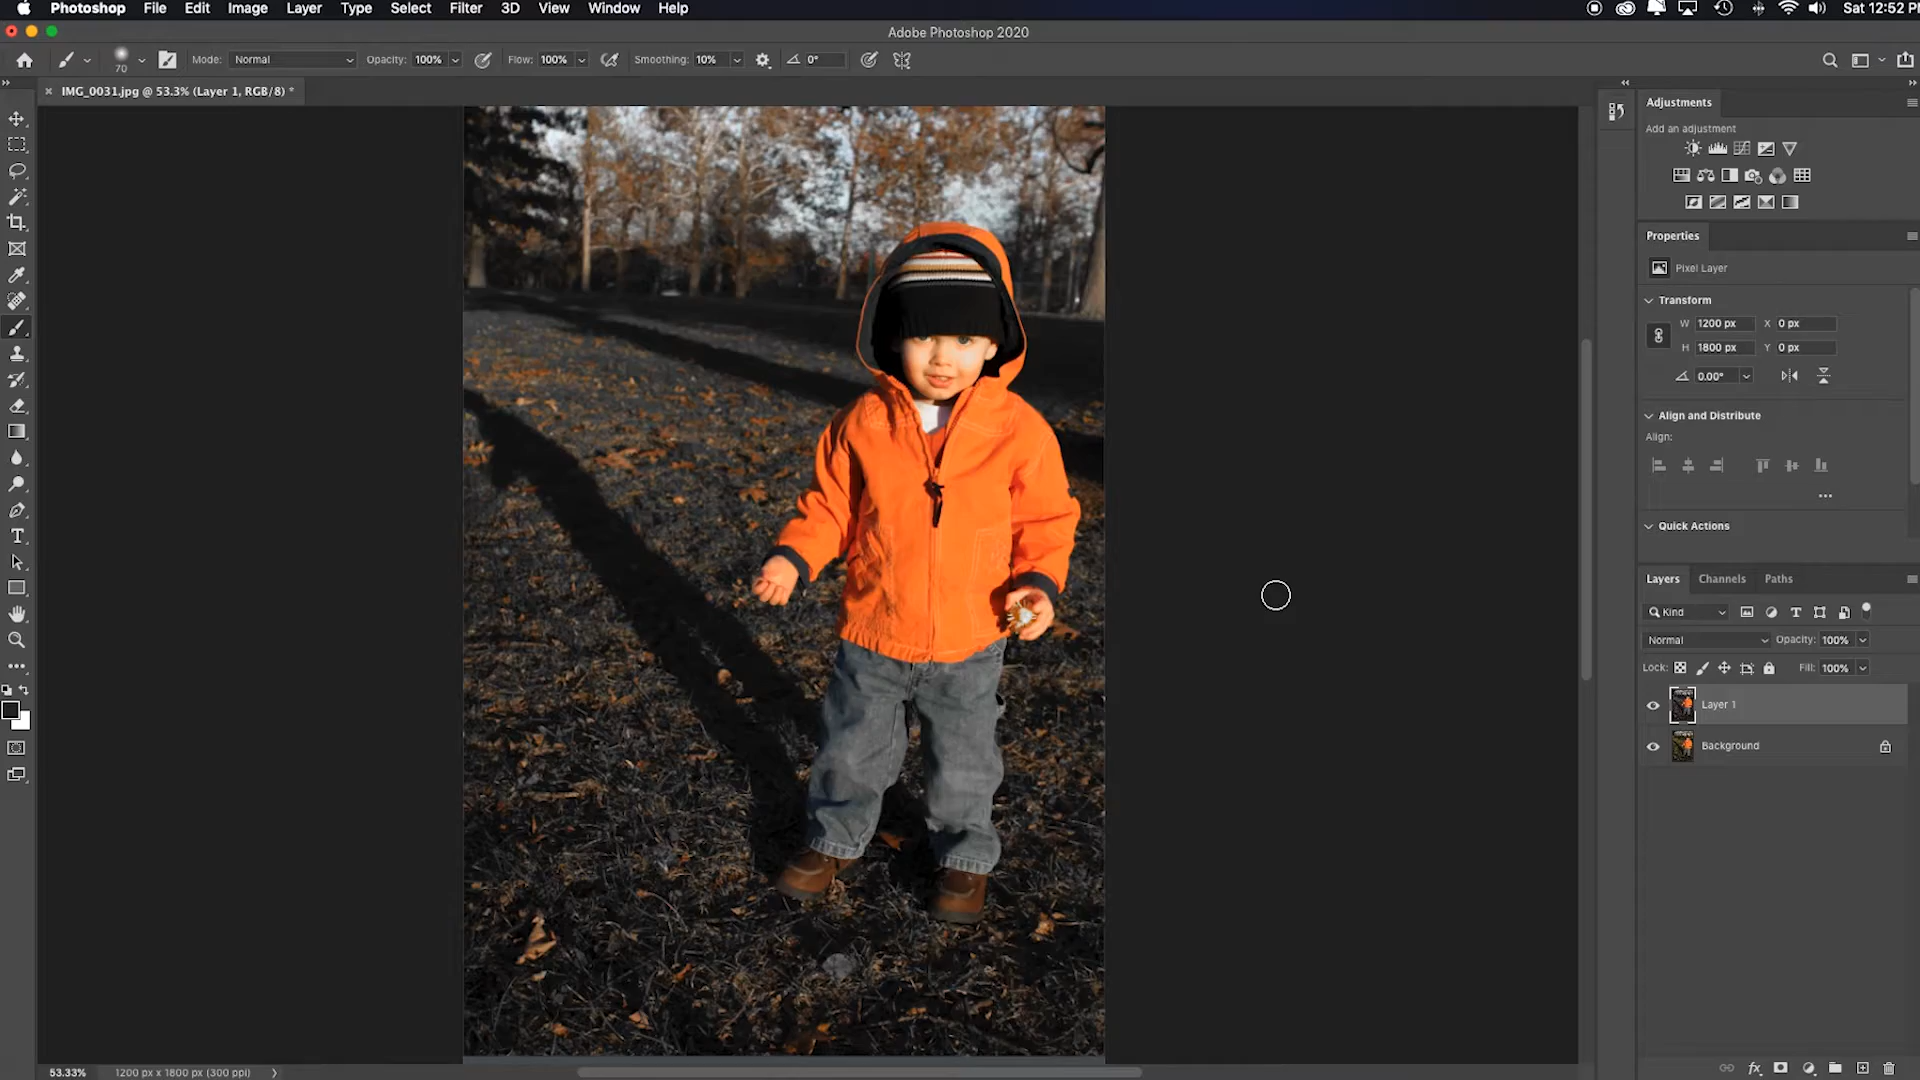 Photoshop File Edit Image Layer Type Select Filter 3D View Window Help
Sat 12:52
Adobe Photoshop 2020
70 Mode: Normal Opacity: 100% Flow: 100% Smoothing: 10% 0°
IMG_0031.jpg @ 53.3% (Layer 1, RGB/8) *
Adjustments
Add an adjustment
Properties
Pixel Layer
Transform
W 1200 px X 0 px
H 1800 px Y 0 px
0.00°
Align and Distribute
Align:
Quick Actions
Layers Channels Paths
Kind
Normal Opacity: 100%
Lock: Fill: 100%
Layer 1
Background
53.33% 1200 px x 1800 px (300 ppi)